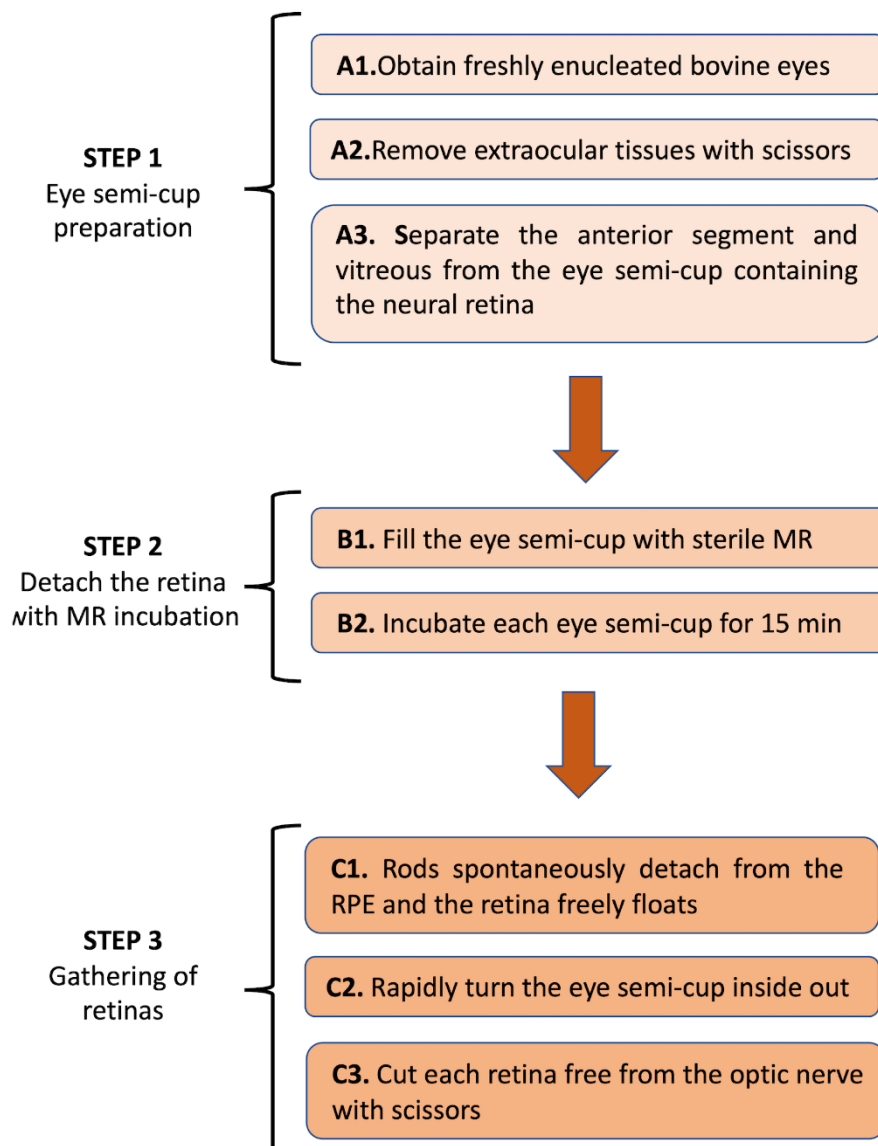 A1.Obtain freshly enucleated bovine eyes
A2.Remove extraocular tissues with scissors
STEP 1
Eye semi-cup
preparation
A3. Separate the anterior segment and
vitreous from the eye semi-cup containing
the neural retina
STEP 2
Detach the retina
with MR incubation
B1. Fill the eye semi-cup with sterile MR
B2. Incubate each eye semi-cup for 15 min
STEP 3
Gathering of
retinas
C1. Rods spontaneously detach from the
RPE and the retina freely floats
C2. Rapidly turn the eye semi-cup inside out
C3. Cut each retina free from the optic nerve
with scissors